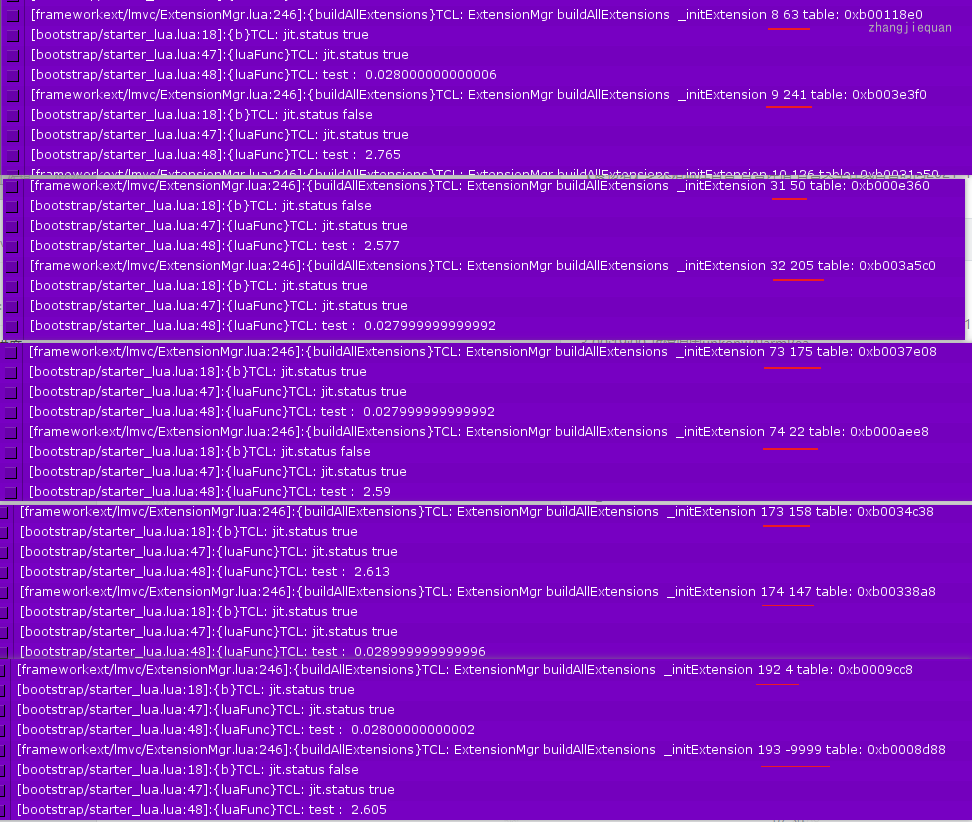 [frameworkext/lmvc/ExtensionMgr.lua:246]:{buildAllExtensions}TCL: ExtensionMgr buildAllExtensions _initExtension 8 63 table: 0xb00118e0
zhangjiequan
[bootstrap/starter_lua.lua:18]:{b}TCL: jit.status true
[bootstrap/starter_lua.lua:47]:{luaFunc}TCL: jit.status true
[bootstrap/starter_lua.lua:48]:{luaFunc}TCL: test : 0.028000000000006
[frameworkext/lmvc/ExtensionMgr.lua:246]:{buildAllExtensions}TCL: ExtensionMgr buildAllExtensions _initExtension 9 241 table: 0xb003e3f0
[bootstrap/starter_lua.lua:18]:{b}TCL: jit.status false
[bootstrap/starter_lua.lua:47]:{luaFunc}TCL: jit.status true
[bootstrap/starter_lua.lua:48]:{luaFunc}TCL: test : 2.765
[frameworkext/lmvc/ExtensionMgr.lua:246]:{buildAllExtensions}TCL: ExtensionMgr buildAllExtensions _initExtension 10 126 table: 0xb0031a50
[frameworkext/lmvc/ExtensionMgr.lua:246]:{buildAllExtensions}TCL: ExtensionMgr buildAllExtensions _initExtension 31 50 table: 0xb000e360
[bootstrap/starter_lua.lua:18]:{b}TCL: jit.status false
[bootstrap/starter_lua.lua:47]:{luaFunc}TCL: jit.status true
[bootstrap/starter_lua.lua:48]:{luaFunc}TCL: test : 2.577
[frameworkext/lmvc/ExtensionMgr.lua:246]:{buildAllExtensions}TCL: ExtensionMgr buildAllExtensions _initExtension 32 205 table: 0xb003a5c0
[bootstrap/starter_lua.lua:18]:{b}TCL: jit.status true
[bootstrap/starter_lua.lua:47]:{luaFunc}TCL: jit.status true
[bootstrap/starter_lua.lua:48]:{luaFunc}TCL: test : 0.027999999999992
[frameworkext/lmvc/ExtensionMgr.lua:246]:{buildAllExtensions}TCL: ExtensionMgr buildAllExtensions _initExtension 73 175 table: 0xb0037e08
[bootstrap/starter_lua.lua:18]:{b}TCL: jit.status true
[bootstrap/starter_lua.lua:47]:{luaFunc}TCL: jit.status true
[bootstrap/starter_lua.lua:48]:{luaFunc}TCL: test : 0.027999999999992
[frameworkext/lmvc/ExtensionMgr.lua:246]:{buildAllExtensions}TCL: ExtensionMgr buildAllExtensions _initExtension 74 22 table: 0xb000aee8
[bootstrap/starter_lua.lua:18]:{b}TCL: jit.status false
[bootstrap/starter_lua.lua:47]:{luaFunc}TCL: jit.status true
[bootstrap/starter_lua.lua:48]:{luaFunc}TCL: test : 2.59
[frameworkext/lmvc/ExtensionMgr.lua:246]:{buildAllExtensions}TCL: ExtensionMgr buildAllExtensions _initExtension 173 158 table: 0xb0034c38
[bootstrap/starter_lua.lua:18]:{b}TCL: jit.status true
[bootstrap/starter_lua.lua:47]:{luaFunc}TCL: jit.status true
[bootstrap/starter_lua.lua:48]:{luaFunc}TCL: test : 2.613
[frameworkext/lmvc/ExtensionMgr.lua:246]:{buildAllExtensions}TCL: ExtensionMgr buildAllExtensions _initExtension 174 147 table: 0xb00338a8
[bootstrap/starter_lua.lua:18]:{b}TCL: jit.status true
[bootstrap/starter_lua.lua:47]:{luaFunc}TCL: jit.status true
[bootstrap/starter_lua.lua:48]:{luaFunc}TCL: test : 0.028999999999996
[frameworkext/lmvc/ExtensionMgr.lua:246]:{buildAllExtensions}TCL: ExtensionMgr buildAllExtensions _initExtension 192 4 table: 0xb0009cc8
[bootstrap/starter_lua.lua:18]:{b}TCL: jit.status true
[bootstrap/starter_lua.lua:47]:{luaFunc}TCL: jit.status true
[bootstrap/starter_lua.lua:48]:{luaFunc}TCL: test : 0.02800000000002
[frameworkext/lmvc/ExtensionMgr.lua:246]:{buildAllExtensions}TCL: ExtensionMgr buildAllExtensions _initExtension 193 -9999 table: 0xb0008d88
[bootstrap/starter_lua.lua:18]:{b}TCL: jit.status false
[bootstrap/starter_lua.lua:47]:{luaFunc}TCL: jit.status true
[bootstrap/starter_lua.lua:48]:{luaFunc}TCL: test : 2.605